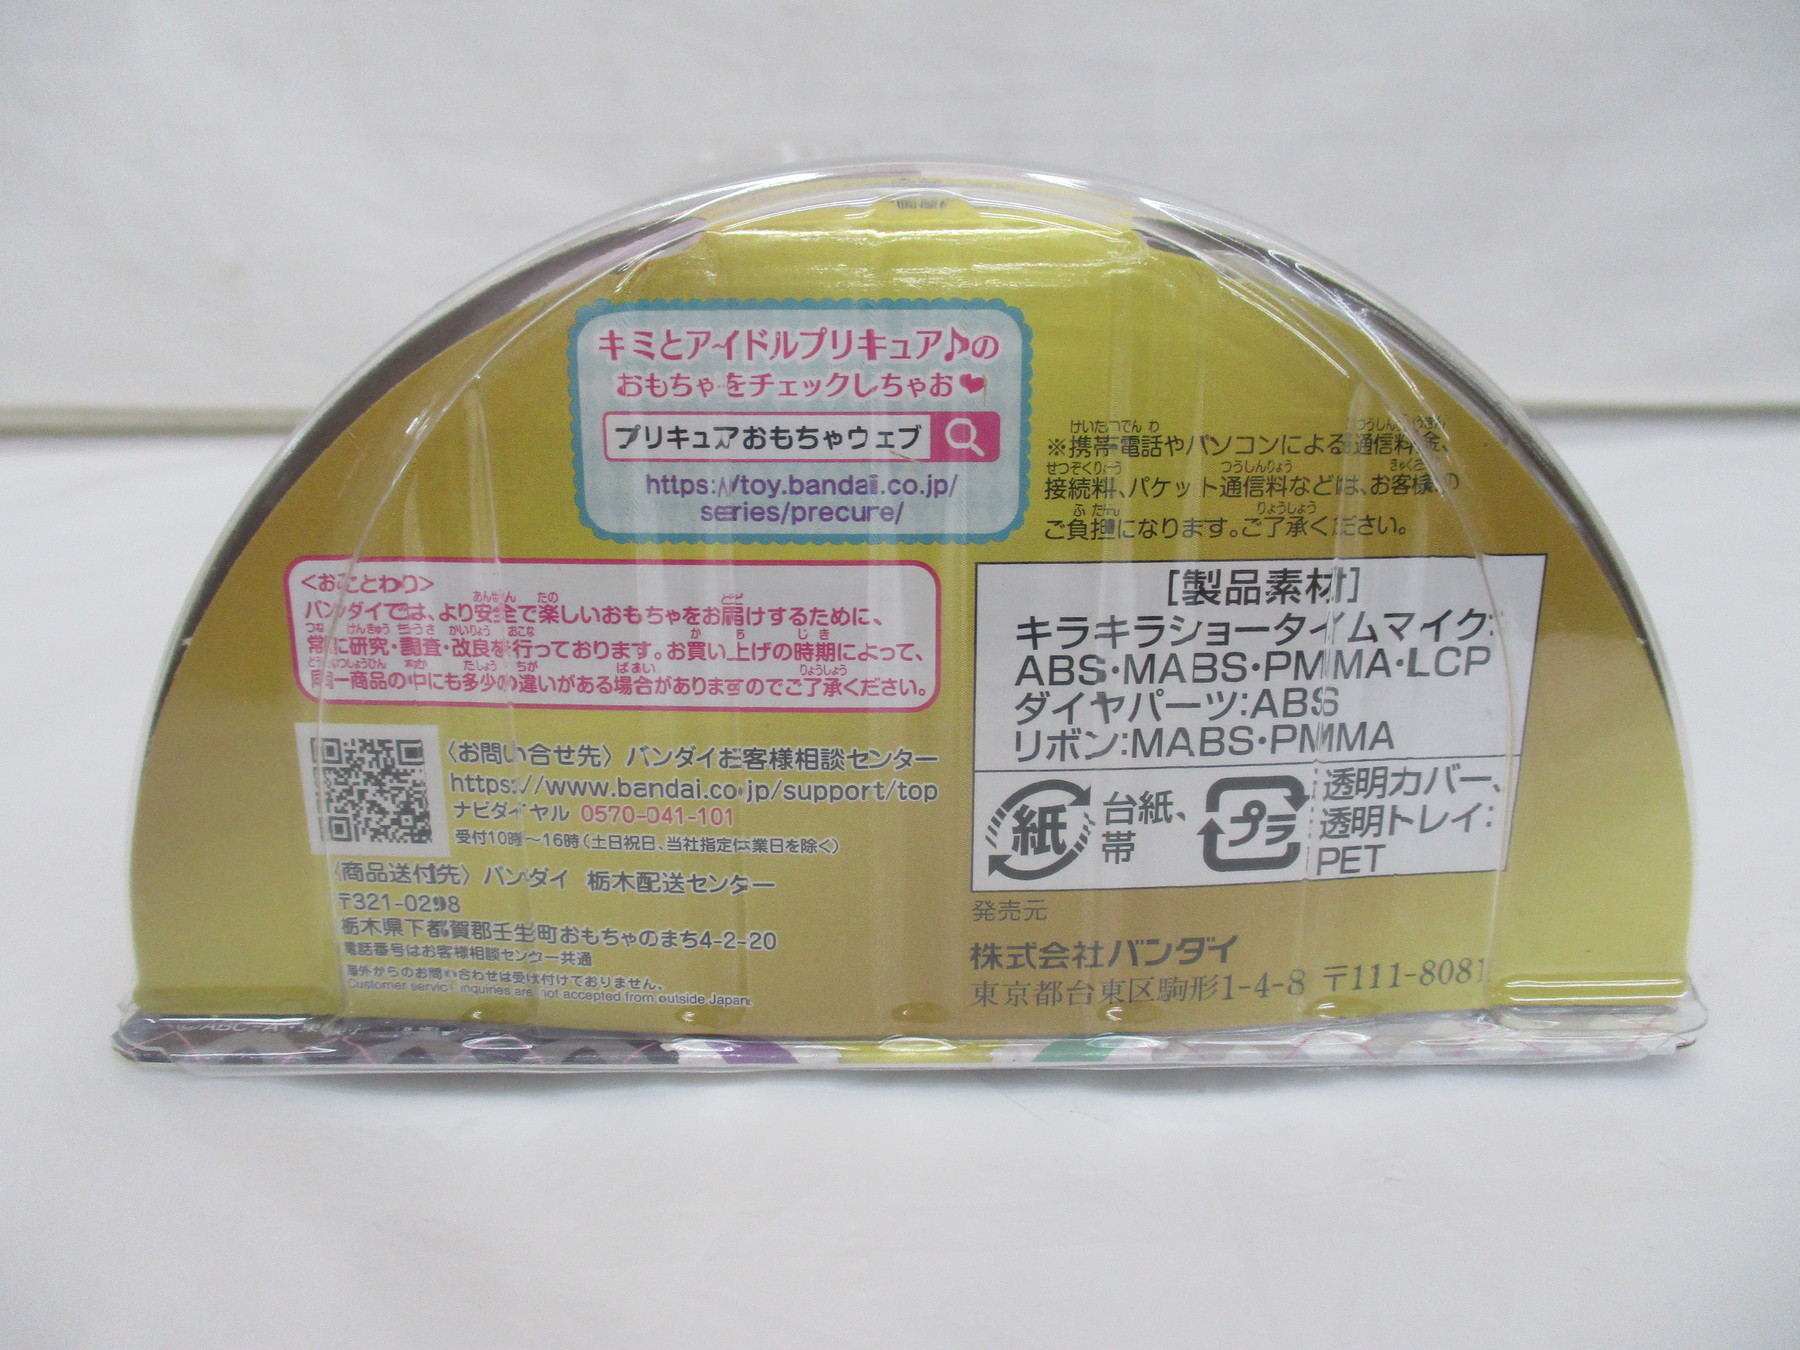 キミとアイドルプリキュア♪の
おもちゃをチェックしちゃお♥
プリキュアおもちゃウェブ
https://toy.bandai.co.jp/
series/precure/
※携帯電話やパソコンによる通信料金、
接続料、パケット通信料などは、お客様の
ご負担になります。ご了承ください。
<おことわり>
バンダイでは、より安全で楽しいおもちゃをお届けするために、
常に研究・調査・改良を行っております。お買い上げの時期によって、
同一商品の中にも多少の違いがある場合がありますのでご了承ください。
〈お問い合せ先〉バンダイお客様相談センター
https://www.bandai.co.jp/support/top
ナビダイヤル 0570-041-101
受付10時~16時(土日祝日、当社指定休業日を除く)
〈商品送付先〉バンダイ 栃木配送センター
〒321-0298
栃木県下都賀郡壬生町おもちゃのまち4-2-20
電話番号はお客様相談センター共通
海外からのお問い合わせは受け付けておりません。
Customer service inquiries are not accepted from outside Japan.
[製品素材]
キラキラショータイムマイク:
ABS・MABS・PMMA・LCP
ダイヤパーツ:ABS
リボン:MABS・PMMA
紙 台紙、
帯
プラ 透明カバー、
透明トレイ:
PET
発売元
株式会社バンダイ
東京都台東区駒形1-4-8 〒111-8081